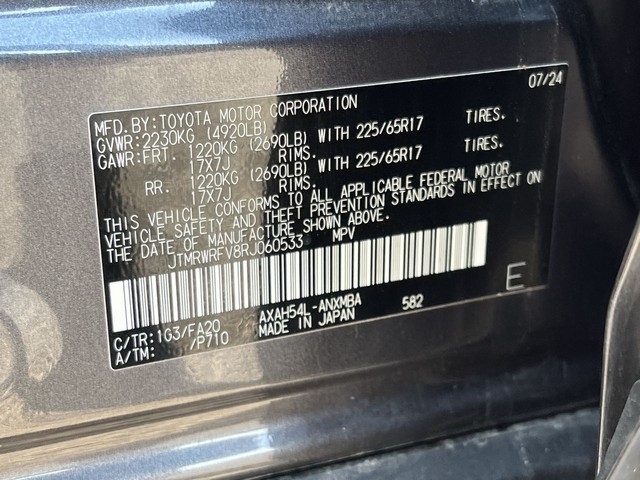 07/24
MFD.BY:TOYOTA MOTOR CORPORATION
GVWR:2230KG (4920LB)
GAWR:FRT. 1220KG (2690LB) WITH 225/65R17 TIRES.
17X7J RIMS.
RR. 1220KG (2690LB) WITH 225/65R17 TIRES.
17X7J RIMS.
THIS VEHICLE CONFORMS TO ALL APPLICABLE FEDERAL MOTOR
VEHICLE SAFETY AND THEFT PREVENTION STANDARDS IN EFFECT ON
THE DATE OF MANUFACTURE SHOWN ABOVE.
JTMRWRFV8RJ060533 MPV
E
C/TR:1G3/FA20 AXAH54L-ANXMBA 582
A/TM: /P710 MADE IN JAPAN